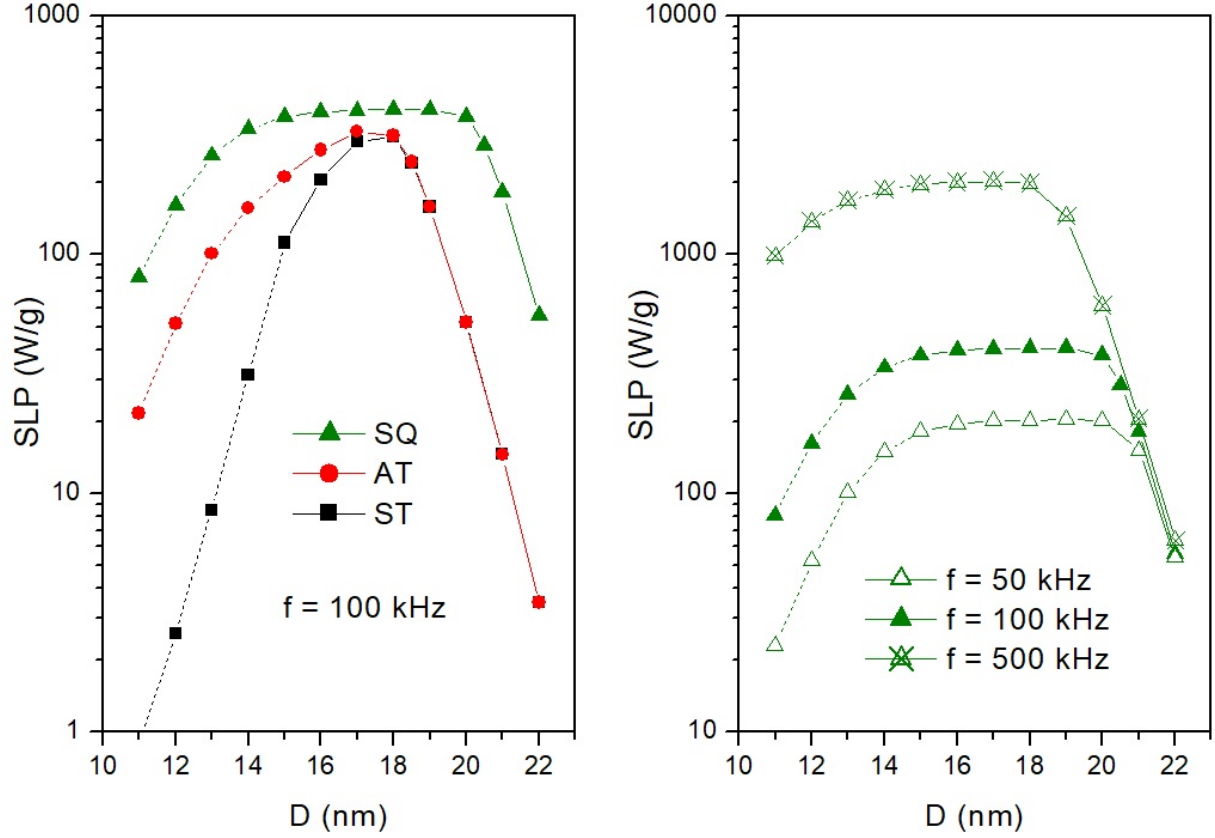 1000
100
10
1
SLP (W/g)
SQ
AT
ST
f = 100 kHz
10 12 14 16 18 20 22
D (nm)
10000
1000
100
10
SLP (W/g)
f = 50 kHz
f = 100 kHz
f = 500 kHz
10 12 14 16 18 20 22
D (nm)